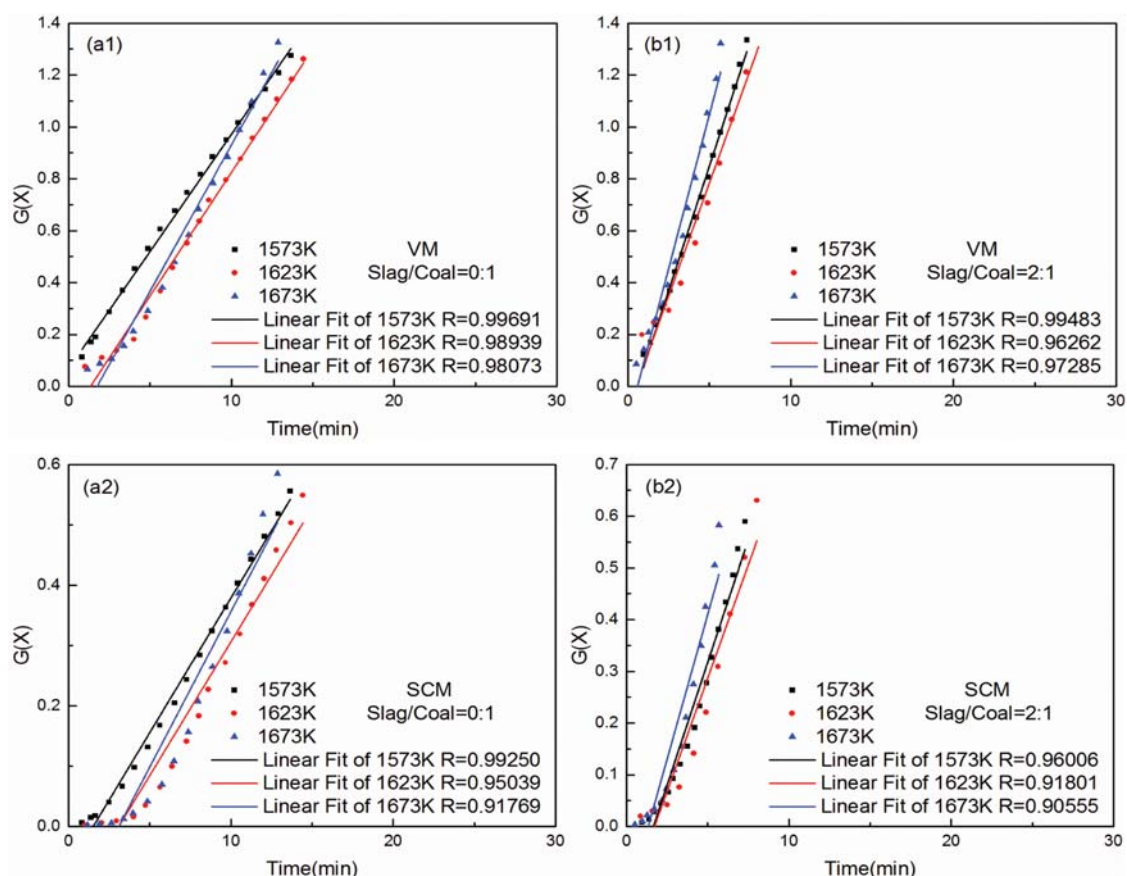 (a1)
1.4
1.2
1.0
0.8
0.6
0.4
0.2
0.0
G(X)
1573K
1623K
1673K
VM
Slag/Coal=0:1
Linear Fit of 1573K R=0.99691
Linear Fit of 1623K R=0.98939
Linear Fit of 1673K R=0.98073
0 10 20 30
Time(min)
(b1)
1.4
1.2
1.0
0.8
0.6
0.4
0.2
0.0
G(X)
1573K
1623K
1673K
VM
Slag/Coal=2:1
Linear Fit of 1573K R=0.99483
Linear Fit of 1623K R=0.96262
Linear Fit of 1673K R=0.97285
0 10 20 30
Time(min)
(a2)
0.6
0.4
0.2
0.0
G(X)
1573K
1623K
1673K
SCM
Slag/Coal=0:1
Linear Fit of 1573K R=0.99250
Linear Fit of 1623K R=0.95039
Linear Fit of 1673K R=0.91769
0 10 20 30
Time(min)
(b2)
0.7
0.6
0.5
0.4
0.3
0.2
0.1
0.0
G(X)
1573K
1623K
1673K
SCM
Slag/Coal=2:1
Linear Fit of 1573K R=0.96006
Linear Fit of 1623K R=0.91801
Linear Fit of 1673K R=0.90555
0 10 20 30
Time(min)